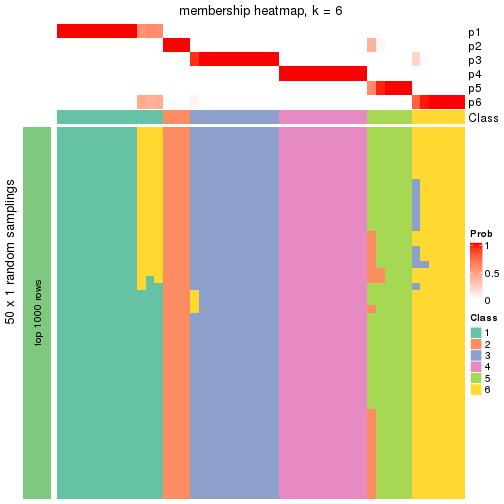 membership heatmap, k = 6
p1
p2
p3
p4
p5
p6
Class
50 x 1 random samplings
top 1000 rows
Prob
1
0.5
0
Class
1
2
3
4
5
6